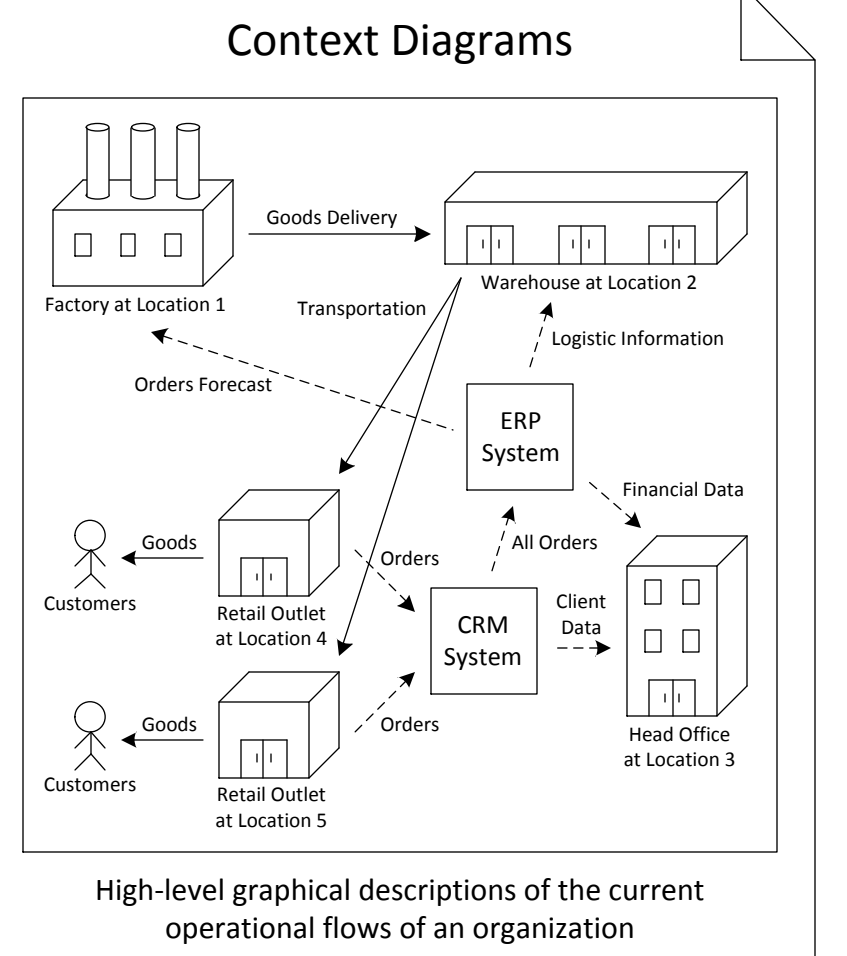 Context Diagrams
Goods Delivery
Factory at Location 1
Warehouse at Location 2
Transportation
Logistic Information
Orders Forecast
ERP
System
Financial Data
Goods
Customers
Retail Outlet
at Location 4
Orders
All Orders
CRM
System
Client
Data
Goods
Customers
Retail Outlet
at Location 5
Orders
Head Office
at Location 3
High-level graphical descriptions of the current
operational flows of an organization